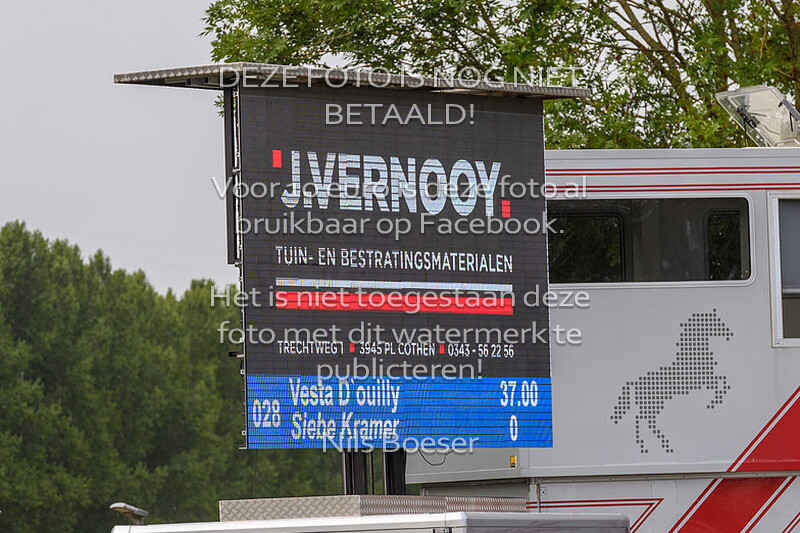 DEZE FOTO IS NOG NIET
BETAALD!
J.VERNOOY.
Voor € is deze foto al
bruikbaar op Facebook.
TUIN- EN BESTRATINGSMATERIALEN
Het is niet toegestaan deze
foto met dit watermerk te
publiceren!
TRECHTWEG 1 ■ 3945 PL COTHEN ■ 0343 - 56 22 56
028 Vesta D'ouilly 37.00
Siebe Kramer 0
Nils Boeser